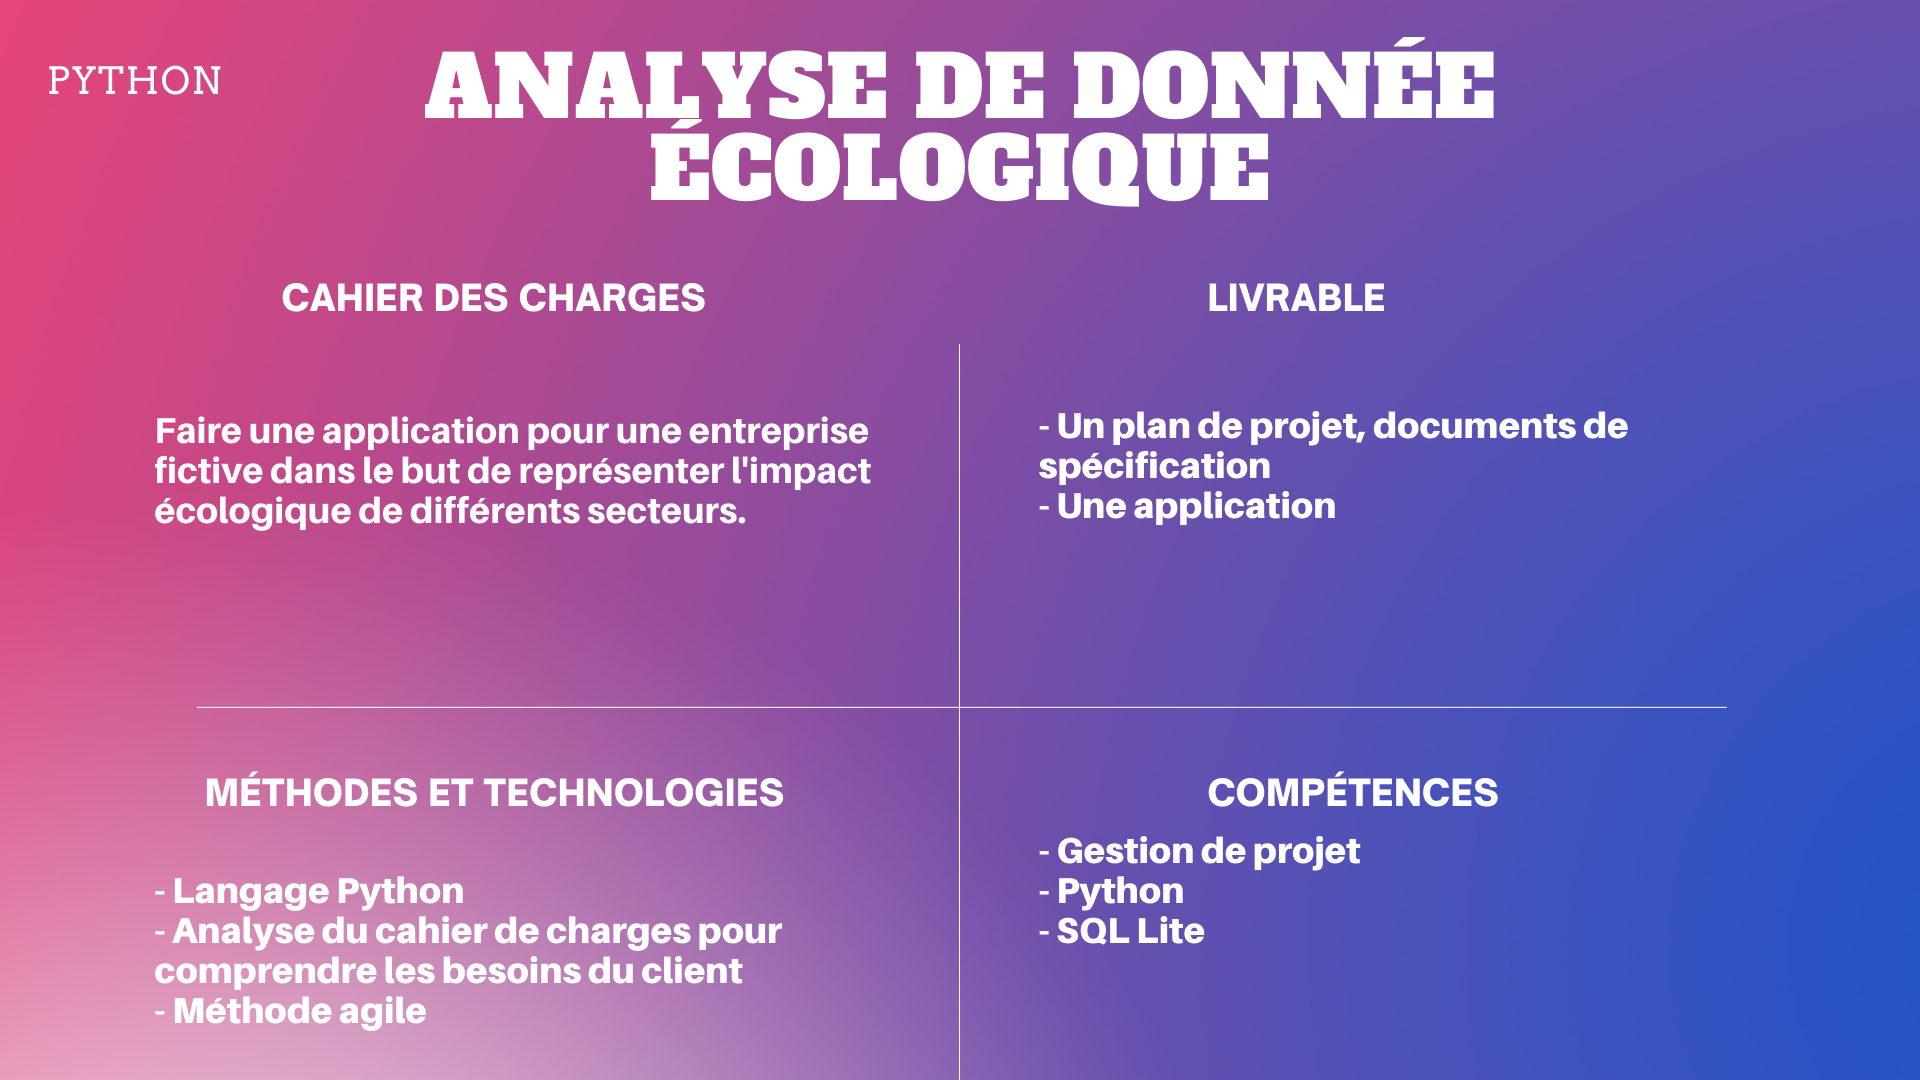 PYTHON
ANALYSE DE DONNÉE
ÉCOLOGIQUE
CAHIER DES CHARGES
Faire une application pour une entreprise
fictive dans le but de représenter l'impact
écologique de différents secteurs.
LIVRABLE
- Un plan de projet, documents de
spécification
- Une application
MÉTHODES ET TECHNOLOGIES
- Langage Python
- Analyse du cahier de charges pour
comprendre les besoins du client
- Méthode agile
COMPÉTENCES
- Gestion de projet
- Python
- SQL Lite